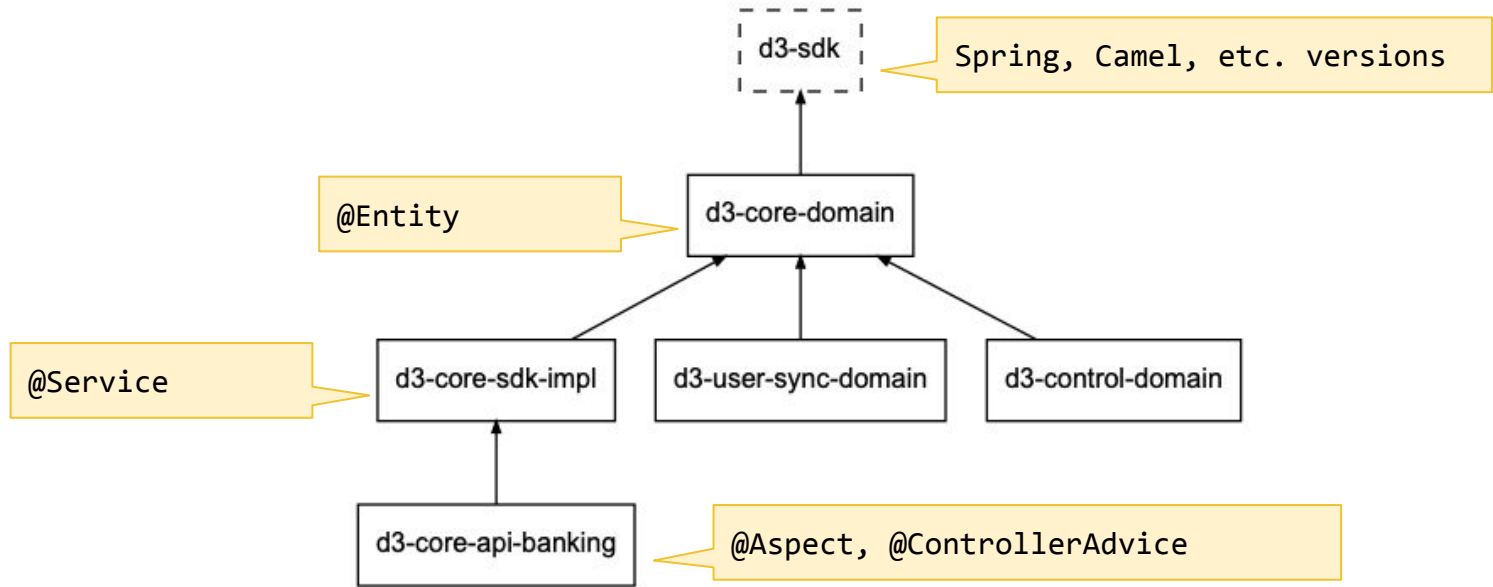 d3-sdk
Spring, Camel, etc. versions
@Entity
d3-core-domain
@Service
d3-core-sdk-impl
d3-user-sync-domain
d3-control-domain
d3-core-api-banking
@Aspect, @ControllerAdvice